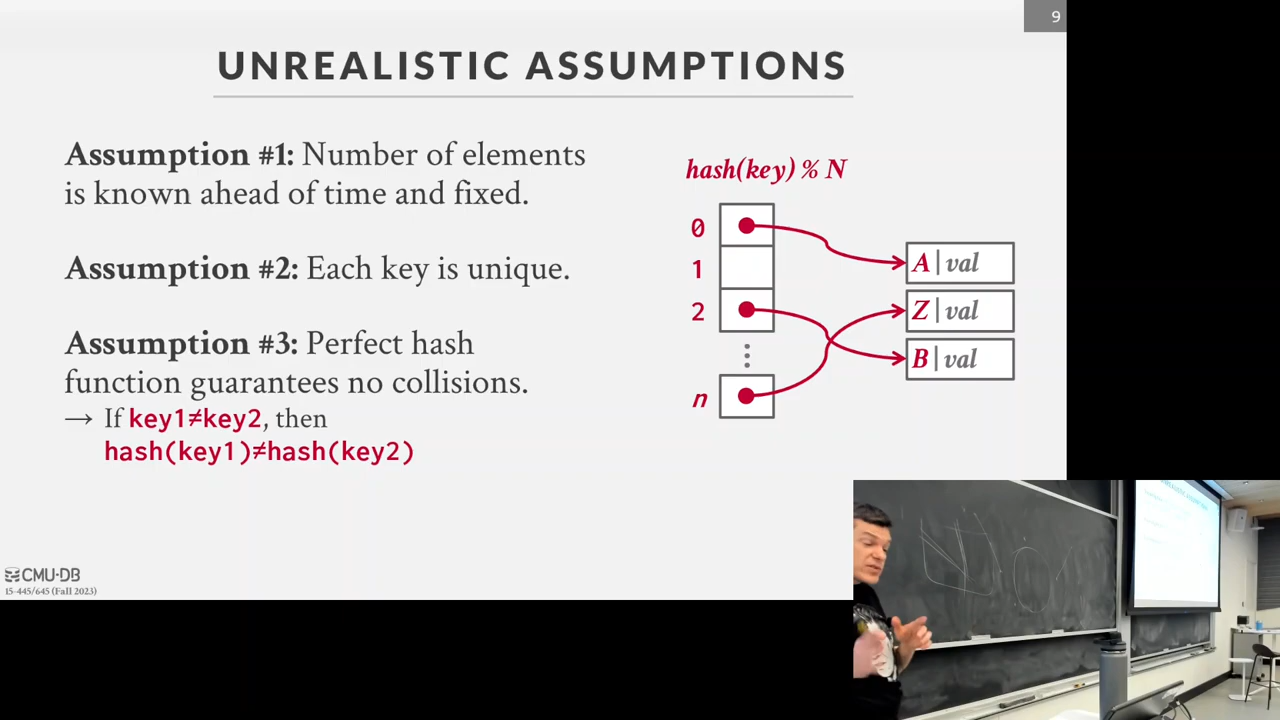 9
UNREALISTIC ASSUMPTIONS
Assumption #1: Number of elements
is known ahead of time and fixed.
Assumption #2: Each key is unique.
Assumption #3: Perfect hash
function guarantees no collisions.
→ If key1≠key2, then
hash(key1)≠hash(key2)
hash(key) % N
0
1
2
⋮
n
A|val
Z|val
B|val
CMU·DB
15-445/645 (Fall 2023)